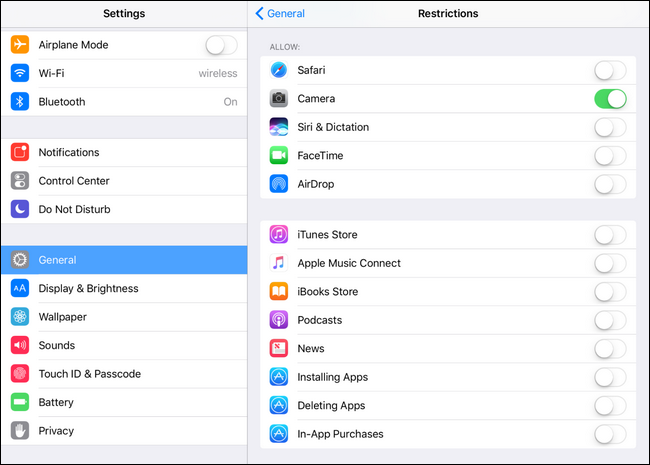 Settings
Airplane Mode
Wi-Fi wireless
Bluetooth On
Notifications
Control Center
Do Not Disturb
General
Display & Brightness
Wallpaper
Sounds
Touch ID & Passcode
Battery
Privacy
General Restrictions
ALLOW:
Safari
Camera
Siri & Dictation
FaceTime
AirDrop
iTunes Store
Apple Music Connect
iBooks Store
Podcasts
News
Installing Apps
Deleting Apps
In-App Purchases